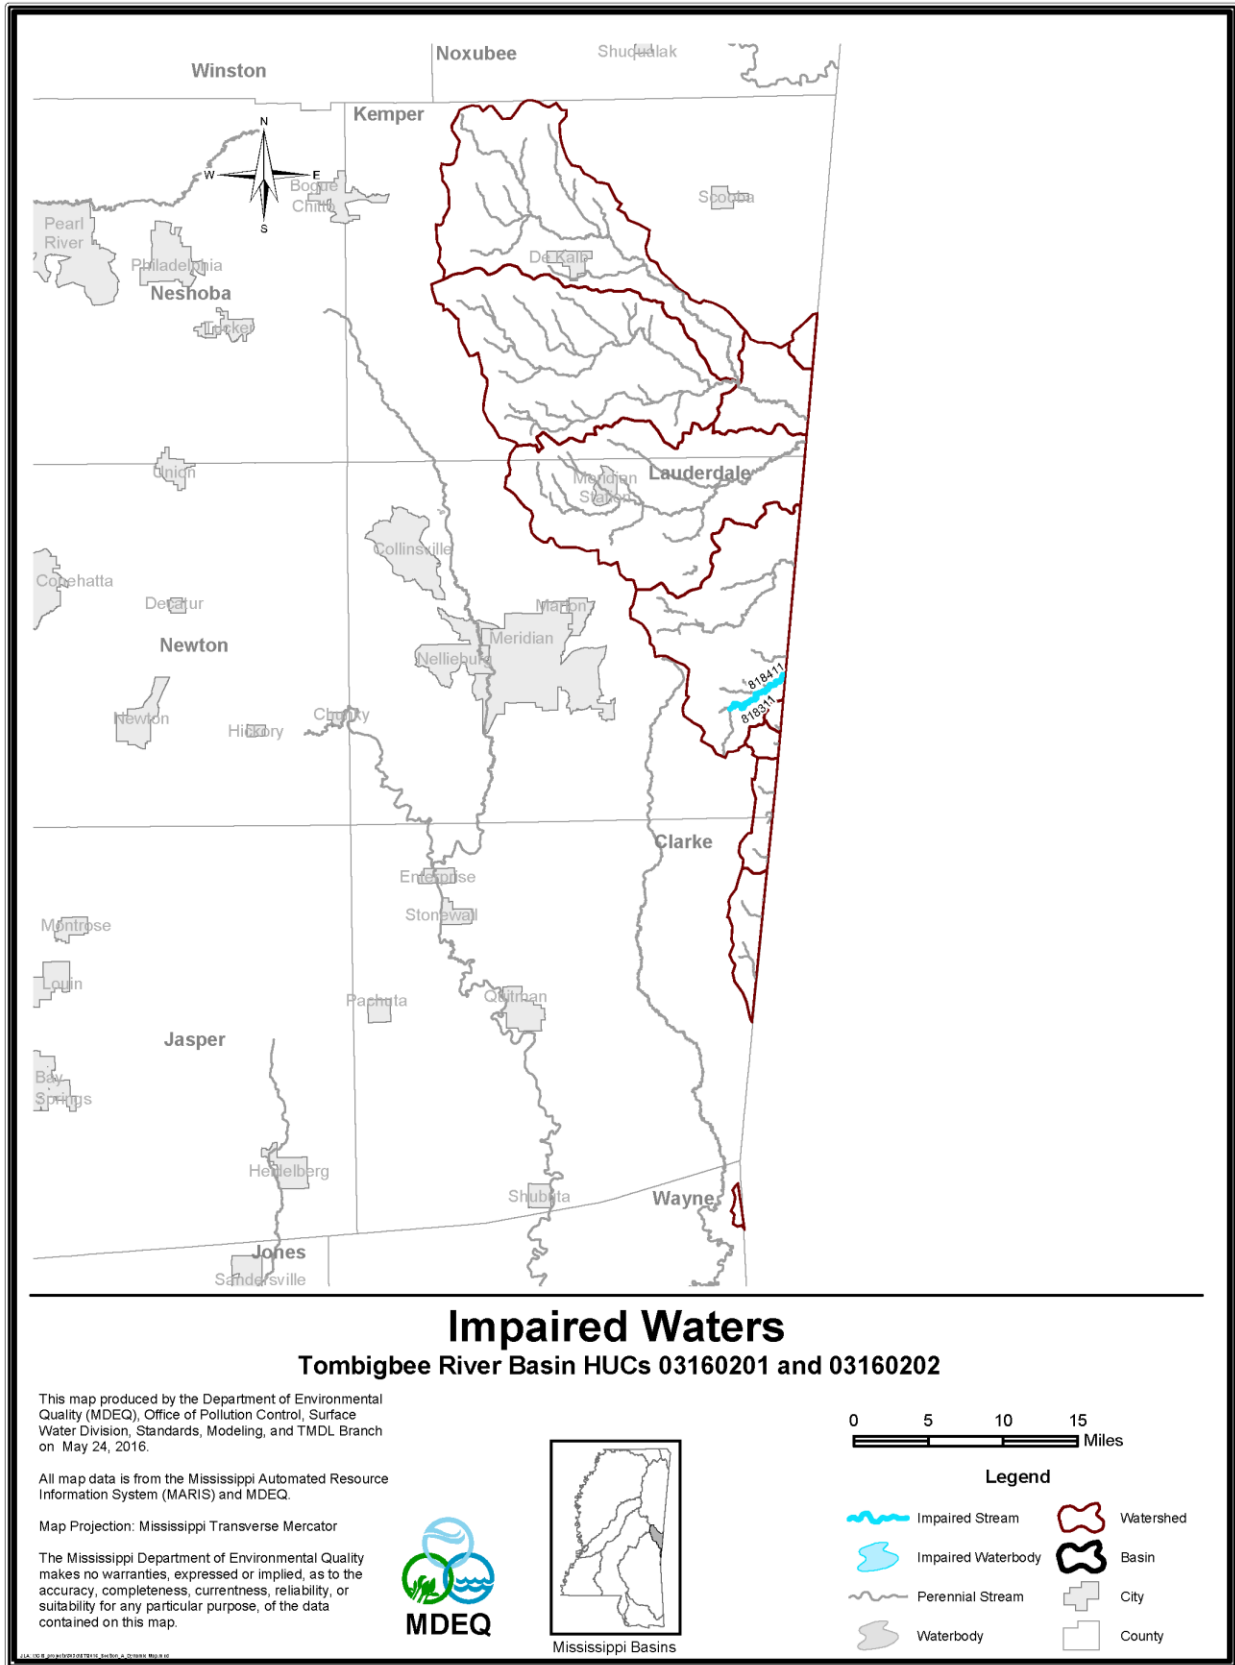 Noxubee
Shuqualak
Winston
Kemper
N
W
E
S
Bogue
Chitto
Scooba
Pearl
River
Philadelphia
De Kalb
Neshoba
Tucker
Union
Lauderdale
Meridian
Station
Collinsville
Conehatta
Decatur
Marion
Newton
Meridian
Nellieburg
818411
818311
Newton
Chunky
Hickory
Clarke
Enterprise
Stonewall
Montrose
Louin
Pachuta
Quitman
Jasper
Bay
Springs
Heidelberg
Shubuta
Wayne
Jones
Sandersville
Impaired Waters
Tombigbee River Basin HUCs 03160201 and 03160202
This map produced by the Department of Environmental
Quality (MDEQ), Office of Pollution Control, Surface
Water Division, Standards, Modeling, and TMDL Branch
on May 24, 2016.
All map data is from the Mississippi Automated Resource
Information System (MARIS) and MDEQ.
Map Projection: Mississippi Transverse Mercator
The Mississippi Department of Environmental Quality
makes no warranties, expressed or implied, as to the
accuracy, completeness, currentness, reliability, or
suitability for any particular purpose, of the data
contained on this map.
MDEQ
Mississippi Basins
0 5 10 15
Miles
Legend
Impaired Stream
Watershed
Impaired Waterbody
Basin
Perennial Stream
City
Waterbody
County